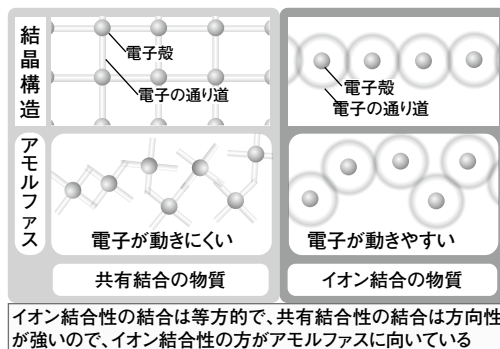 結晶構造
電子殻
電子の通り道
電子殻
電子の通り道
アモルファス
電子が動きにくい
電子が動きやすい
共有結合の物質
イオン結合の物質
イオン結合性の結合は等方的で、共有結合性の結合は方向性
が強いので、イオン結合性の方がアモルファスに向いている